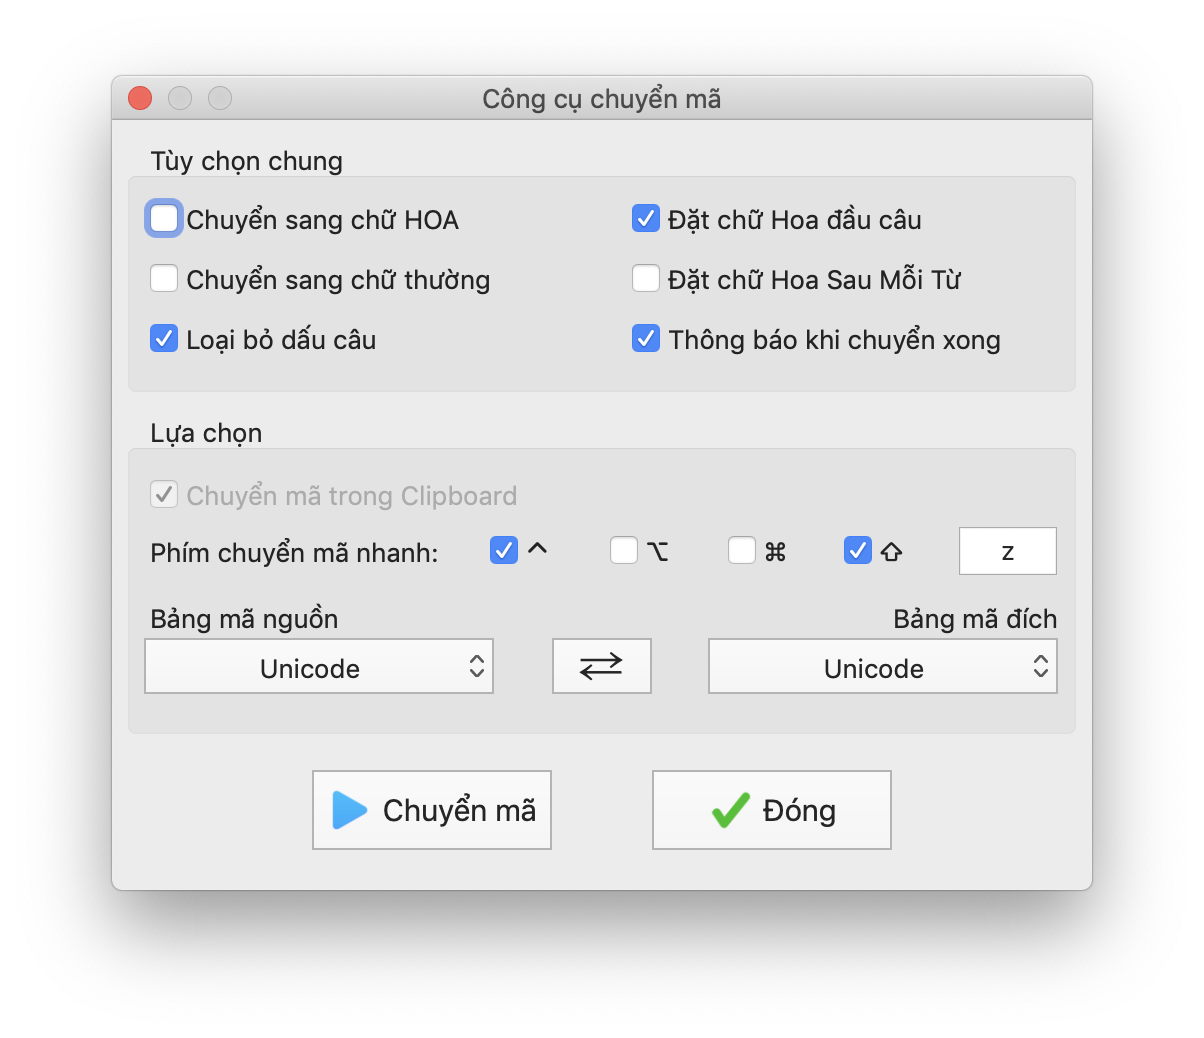 Công cụ chuyển mã
Tùy chọn chung
Chuyển sang chữ HOA
Đặt chữ Hoa đầu câu
Chuyển sang chữ thường
Đặt chữ Hoa Sau Mỗi Từ
Loại bỏ dấu câu
Thông báo khi chuyển xong
Lựa chọn
Chuyển mã trong Clipboard
Phím chuyển mã nhanh: ^ ⌥ ⌘ ⇧ z
Bảng mã nguồn
Bảng mã đích
Unicode
Unicode
Chuyển mã
Đóng